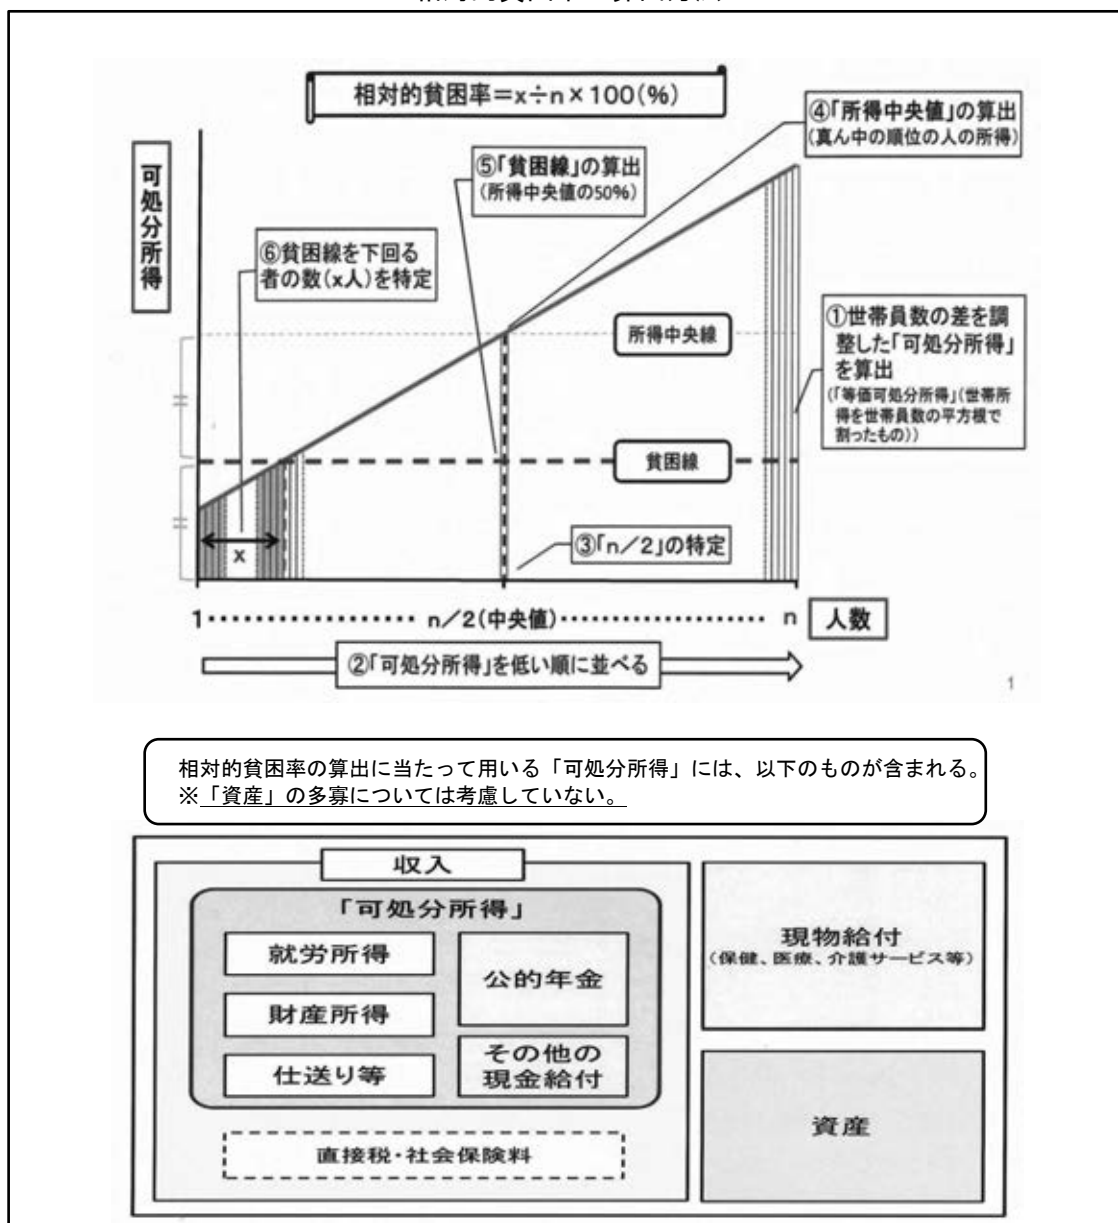 相対的貧困率＝x÷n×100(%)
④「所得中央値」の算出
(真ん中の順位の人の所得)
⑤「貧困線」の算出
(所得中央値の50%)
可処分所得
⑥貧困線を下回る
者の数(x人)を特定
所得中央線
①世帯員数の差を調
整した「可処分所得」
を算出
(「等価可処分所得」(世帯所
得を世帯員数の平方根で
割ったもの))
貧困線
x
③「n／2」の特定
1・・・・・・・・・・・・・・・・・・n/2(中央値)・・・・・・・・・・・・・・・・・・n
人数
②「可処分所得」を低い順に並べる
1
相対的貧困率の算出に当たって用いる「可処分所得」には、以下のものが含まれる。
※「資産」の多寡については考慮していない。
収入
「可処分所得」
就労所得
財産所得
仕送り等
公的年金
その他の
現金給付
直接税・社会保険料
現物給付
(保健、医療、介護サービス等)
資産